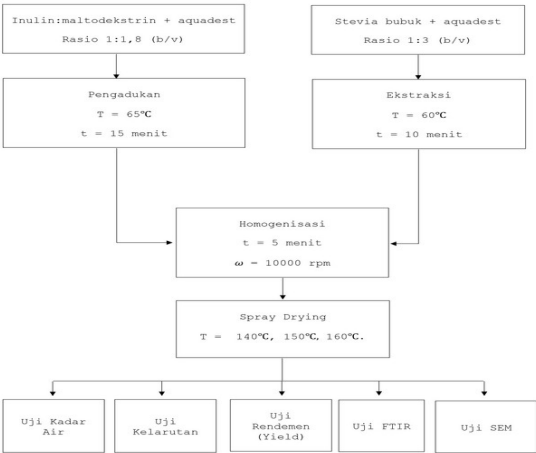 Inulin:maltodekstrin + aquadest
Rasio 1:1,8 (b/v)
Stevia bubuk + aquadest
Rasio 1:3 (b/v)
Pengadukan
T = 65℃
t = 15 menit
Ekstraksi
T = 60℃
t = 10 menit
Homogenisasi
t = 5 menit
ω = 10000 rpm
Spray Drying
T = 140℃, 150℃, 160℃.
Uji Kadar
Air
Uji
Kelarutan
Uji
Rendemen
(Yield)
Uji FTIR
Uji SEM